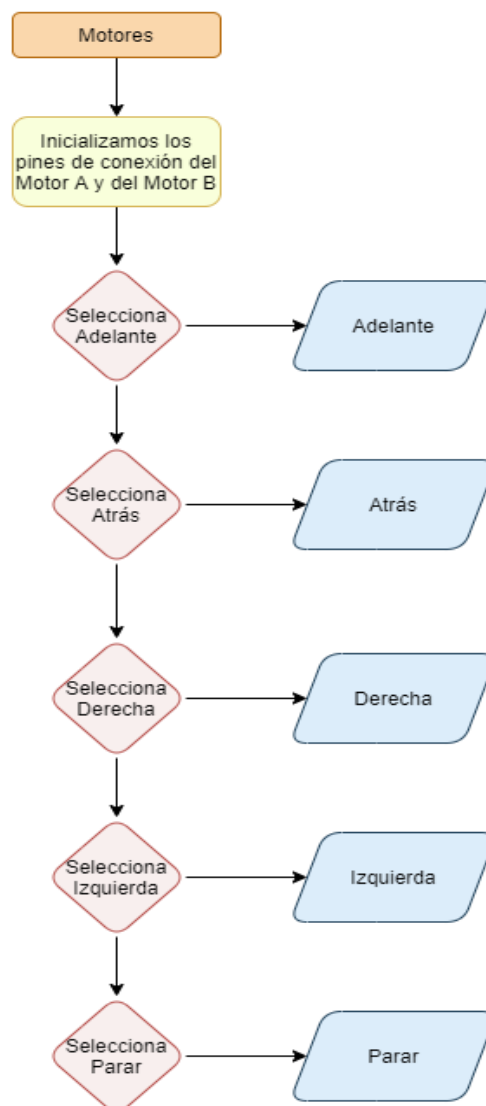 Motores
Inicializamos los
pines de conexión del
Motor A y del Motor B
Selecciona
Adelante
Adelante
Selecciona
Atrás
Atrás
Selecciona
Derecha
Derecha
Selecciona
Izquierda
Izquierda
Selecciona
Parar
Parar